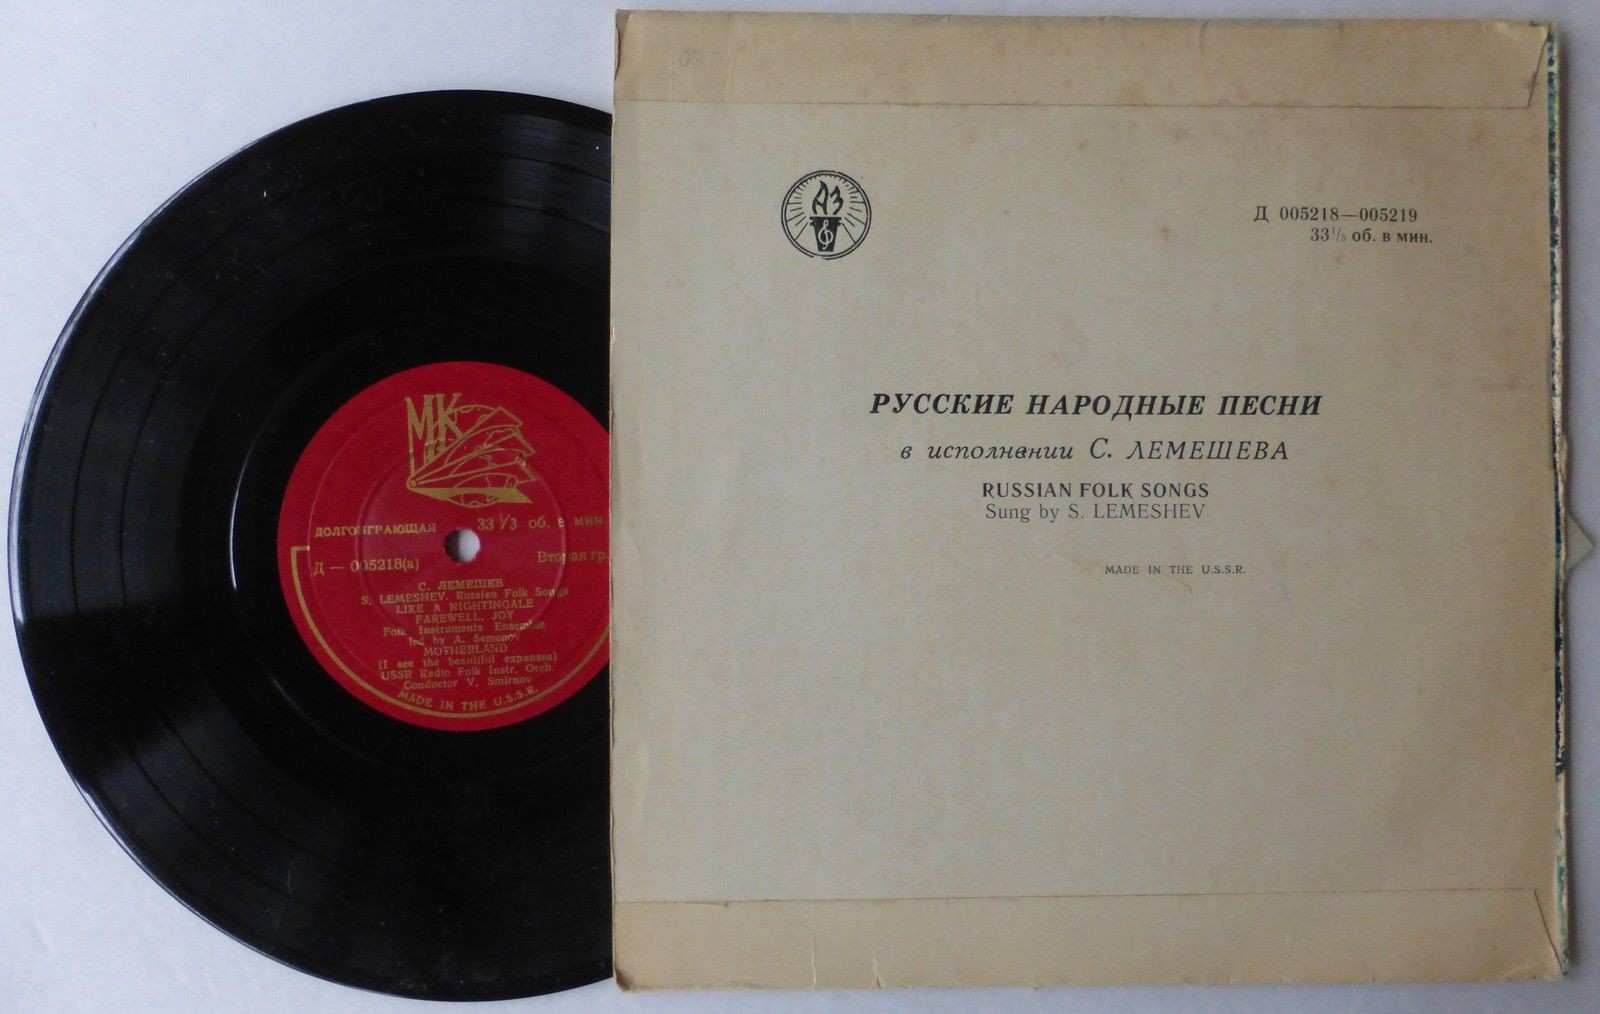 МК
ДОЛГОИГРАЮЩАЯ 33 1/3 об. в мин.
Д — 005218(a) Вторая гр.
С. ЛЕМЕШЕВ
S. LEMESHEV. Russian Folk Songs
LIKE A NIGHTINGALE
FAREWELL, JOY
Folk Instruments Ensemble
led by A. Semenov
MOTHERLAND
(I see the beautiful expanses)
USSR Radio Folk Instr. Orch.
Conductor V. Smirnov
MADE IN THE U.S.S.R.
АЗ
Д 005218—005219
33 1/3 об. в мин.
РУССКИЕ НАРОДНЫЕ ПЕСНИ
в исполнении С. ЛЕМЕШЕВА
RUSSIAN FOLK SONGS
Sung by S. LEMESHEV
MADE IN THE U.S.S.R.